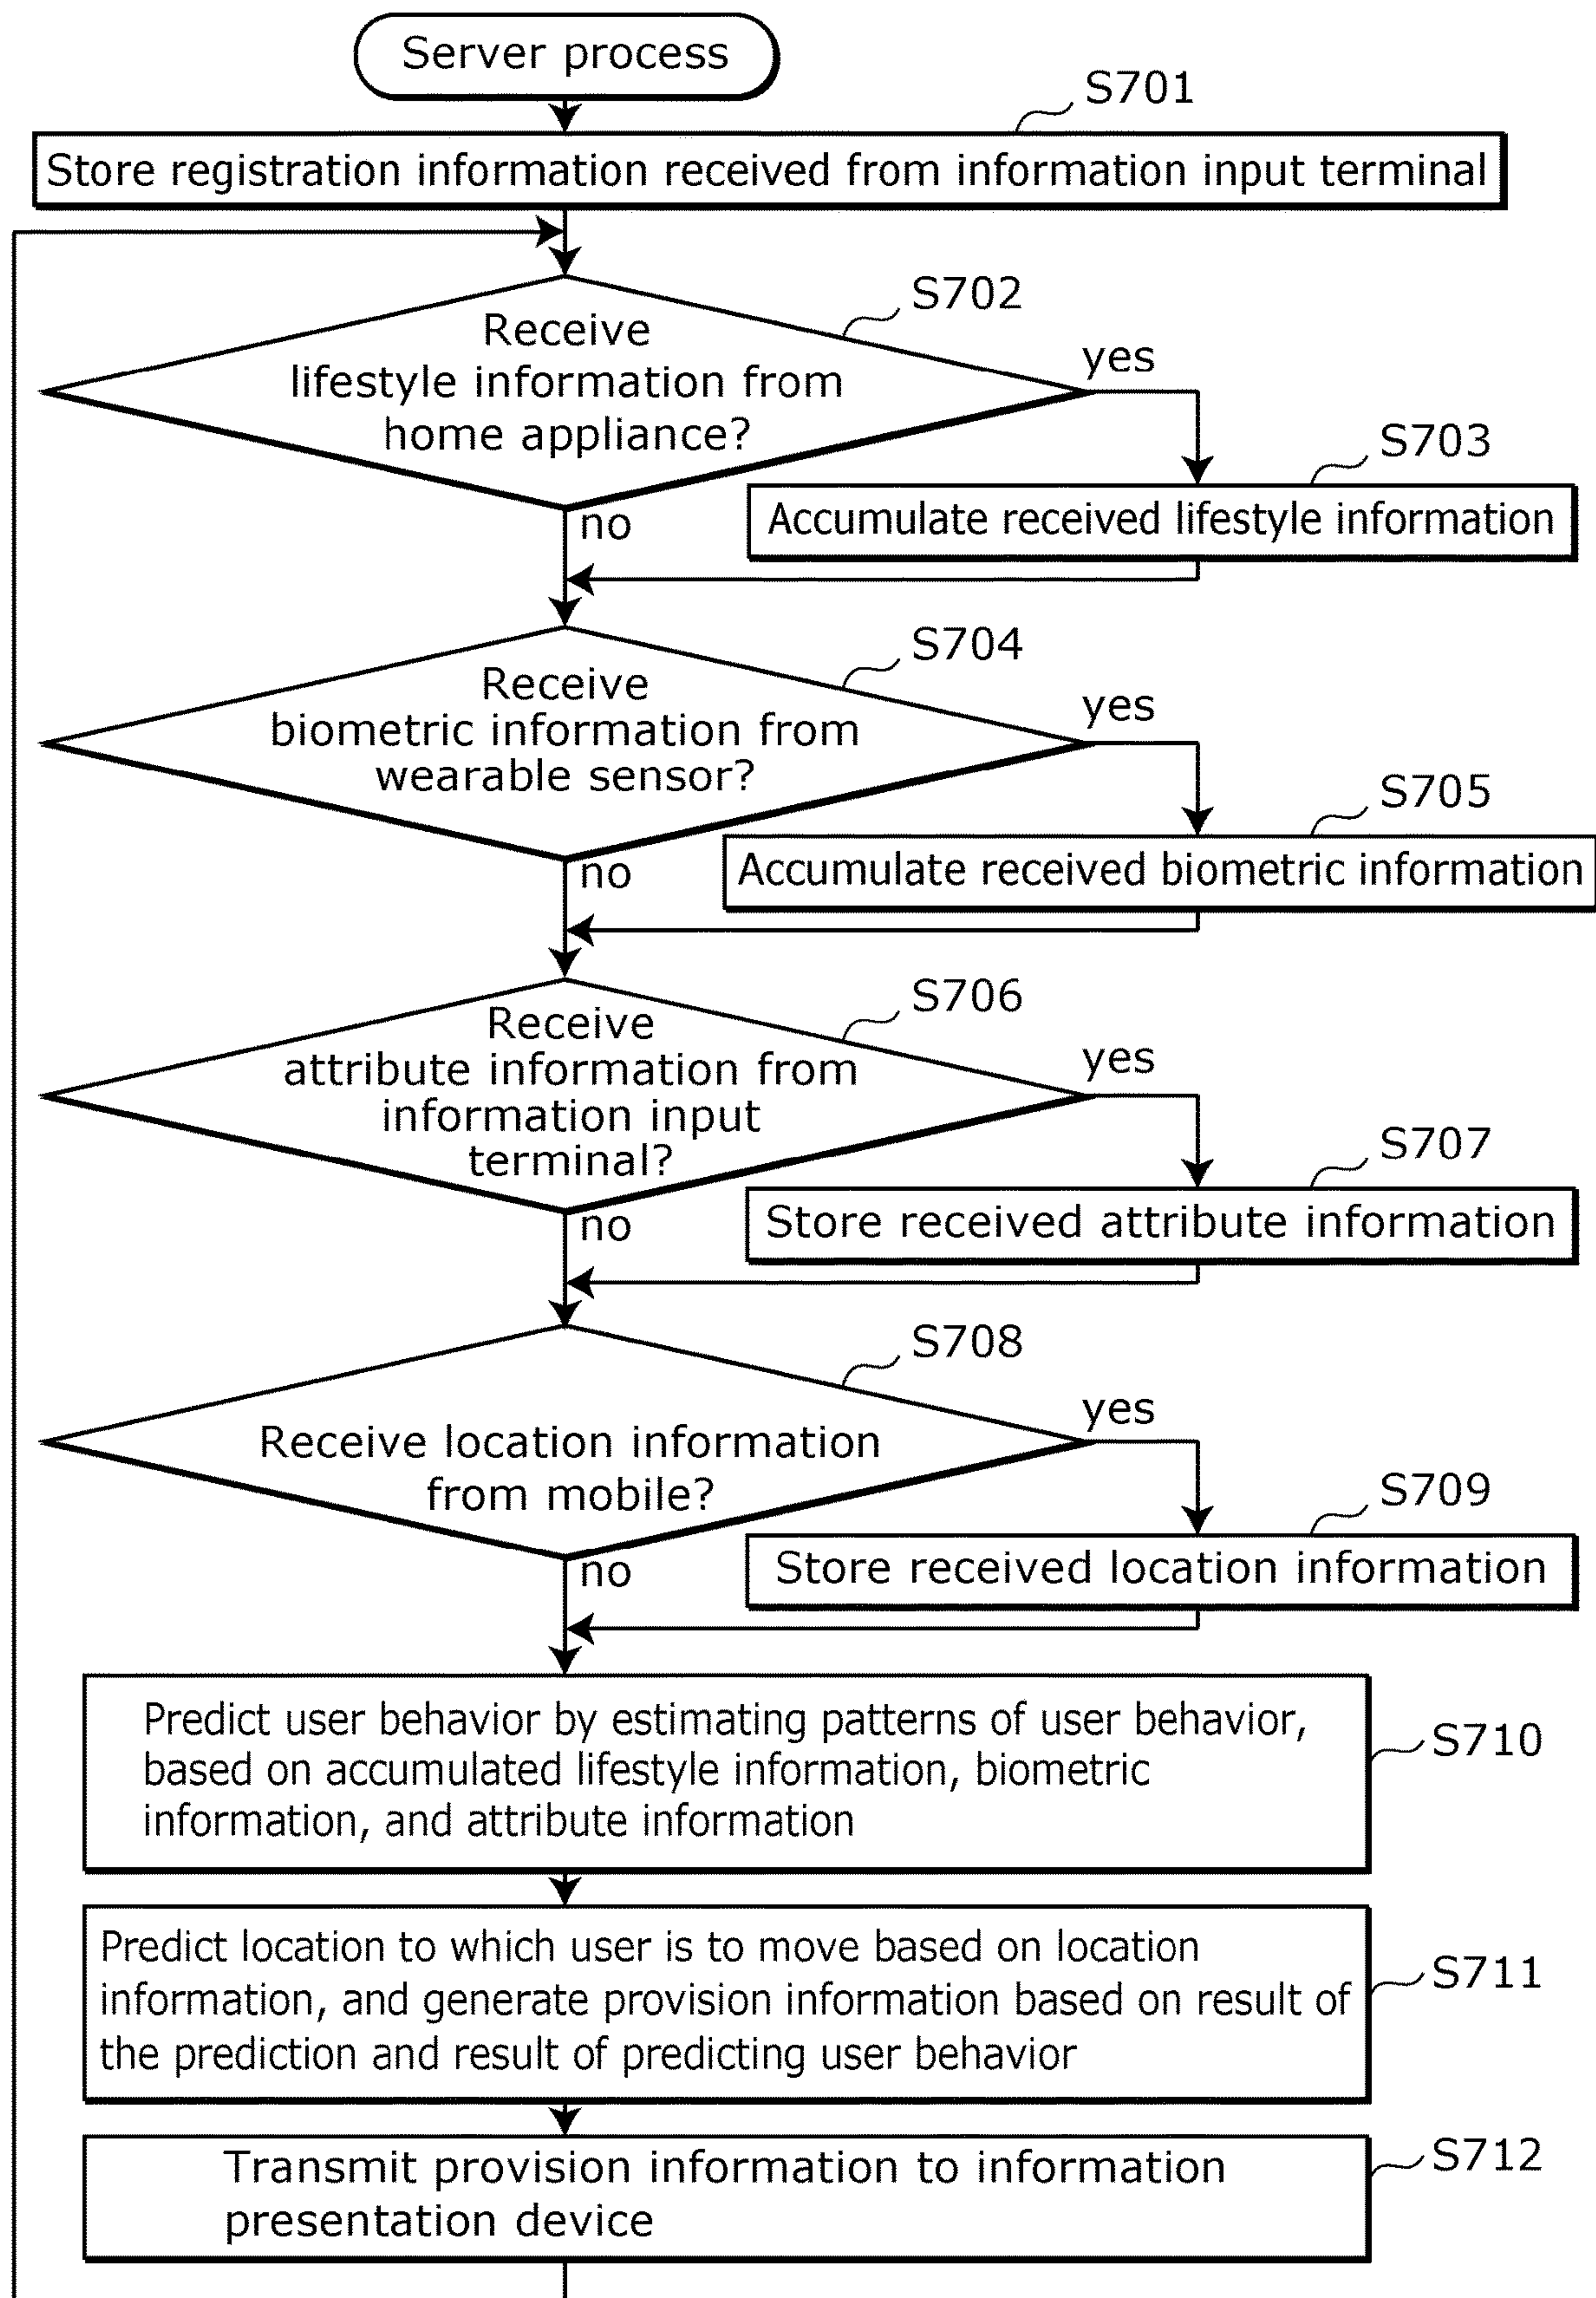 Server process
S701
Store registration information received from information input terminal
S702
Receive
lifestyle information from
home appliance?
yes
S703
no
Accumulate received lifestyle information
S704
Receive
biometric information from
wearable sensor?
yes
S705
no
Accumulate received biometric information
S706
Receive
attribute information from
information input
terminal?
yes
S707
no
Store received attribute information
S708
Receive location information
from mobile?
yes
S709
no
Store received location information
Predict user behavior by estimating patterns of user behavior,
based on accumulated lifestyle information, biometric
information, and attribute information
S710
Predict location to which user is to move based on location
information, and generate provision information based on result of
the prediction and result of predicting user behavior
S711
Transmit provision information to information
presentation device
S712